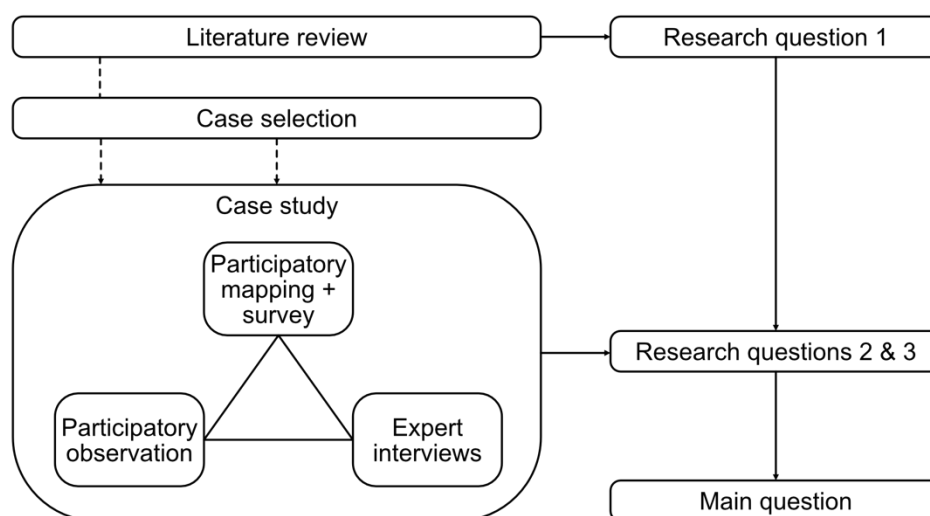 Literature review
Research question 1
Case selection
Case study
Participatory
mapping +
survey
Research questions 2 & 3
Participatory
observation
Expert
interviews
Main question